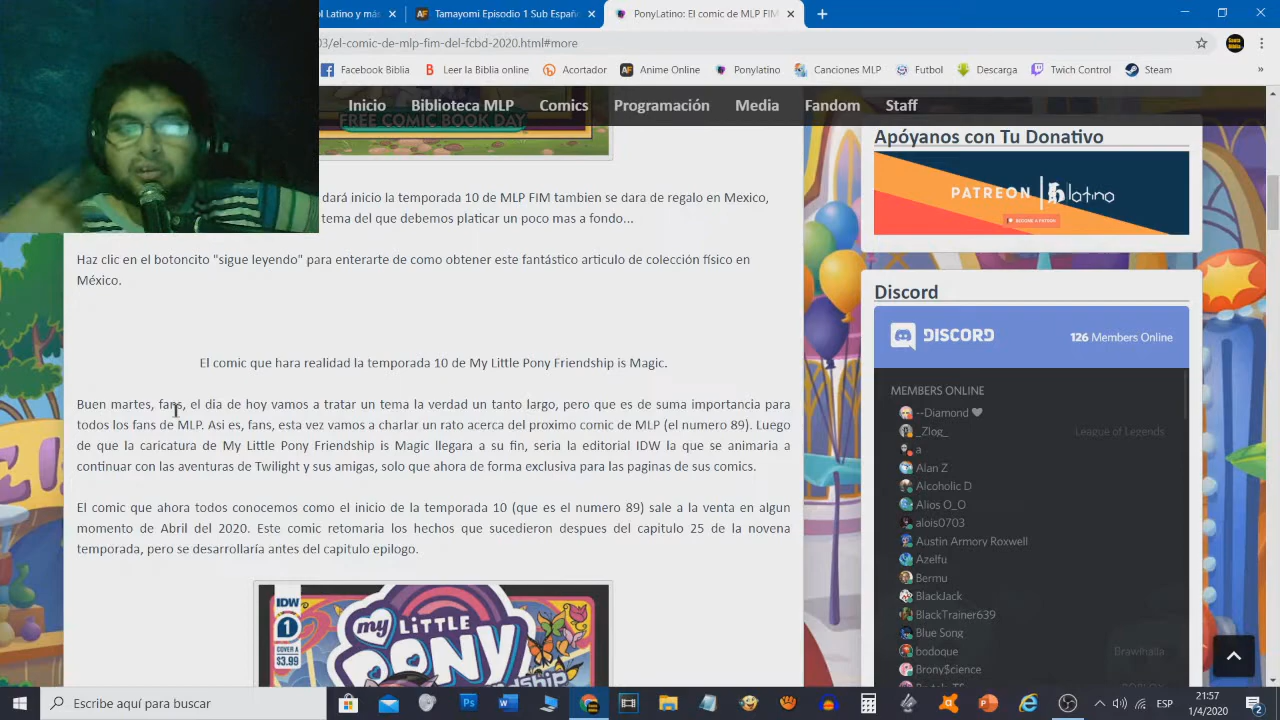 ol Latino y más
Tamayomi Episodio 1 Sub Españo
PonyLatino: El comic de MLP FIM
03/el-comic-de-mlp-fim-del-fcbd-2020.html#more
Facebook Biblia
Leer la Biblia online
Acortador
Anime Online
Ponylatino
Canciones MLP
Futbol
Descarga
Twitch Control
Steam
Inicio
Biblioteca MLP
Comics
Programación
Media
Fandom
Staff
FREE COMIC BOOK DAY
dará inicio la temporada 10 de MLP FIM tambien se dara de regalo en Mexico,
tema del que debemos platicar un poco mas a fondo...
Haz clic en el botoncito "sigue leyendo" para enterarte de como obtener este fantástico articulo de colección físico en
México.
El comic que hara realidad la temporada 10 de My Little Pony Friendship is Magic.
Buen martes, fans, el dia de hoy vamos a tratar un tema la verdad un tanto largo, pero que es de suma importancia para
todos los fans de MLP. Asi es, fans, esta vez vamos a charlar un rato acerca del proximo comic de MLP (el numero 89). Luego
de que la caricatura de My Little Pony Friendship is Magic llegara a su fin, seria la editorial IDW la que se animaria a
continuar con las aventuras de Twilight y sus amigas, solo que ahora de forma exclusiva para las paginas de sus comics.
El comic que ahora todos conocemos como el inicio de la temporada 10 (que es el numero 89) sale a la venta en algun
momento de Abril del 2020. Este comic retomaria los hechos que sucedieron despues del capitulo 25 de la novena
temporada, pero se desarrollaría antes del capitulo epilogo.
IDW
1
COVER A
$3.99
my LITTLE
PONY
Apóyanos con Tu Donativo
PATREON
latino
BECOME A PATRON
Discord
DISCORD
126 Members Online
MEMBERS ONLINE
--Diamond
_Zlog_
League of Legends
a
Alan Z
Alcoholic D
Alios O_O
alois0703
Austin Armory Roxwell
Azelfu
Bermu
BlackJack
BlackTrainer639
Blue Song
bodoque
Brawlhalla
Brony$cience
Escribe aquí para buscar
ESP
21:57
1/4/2020
2